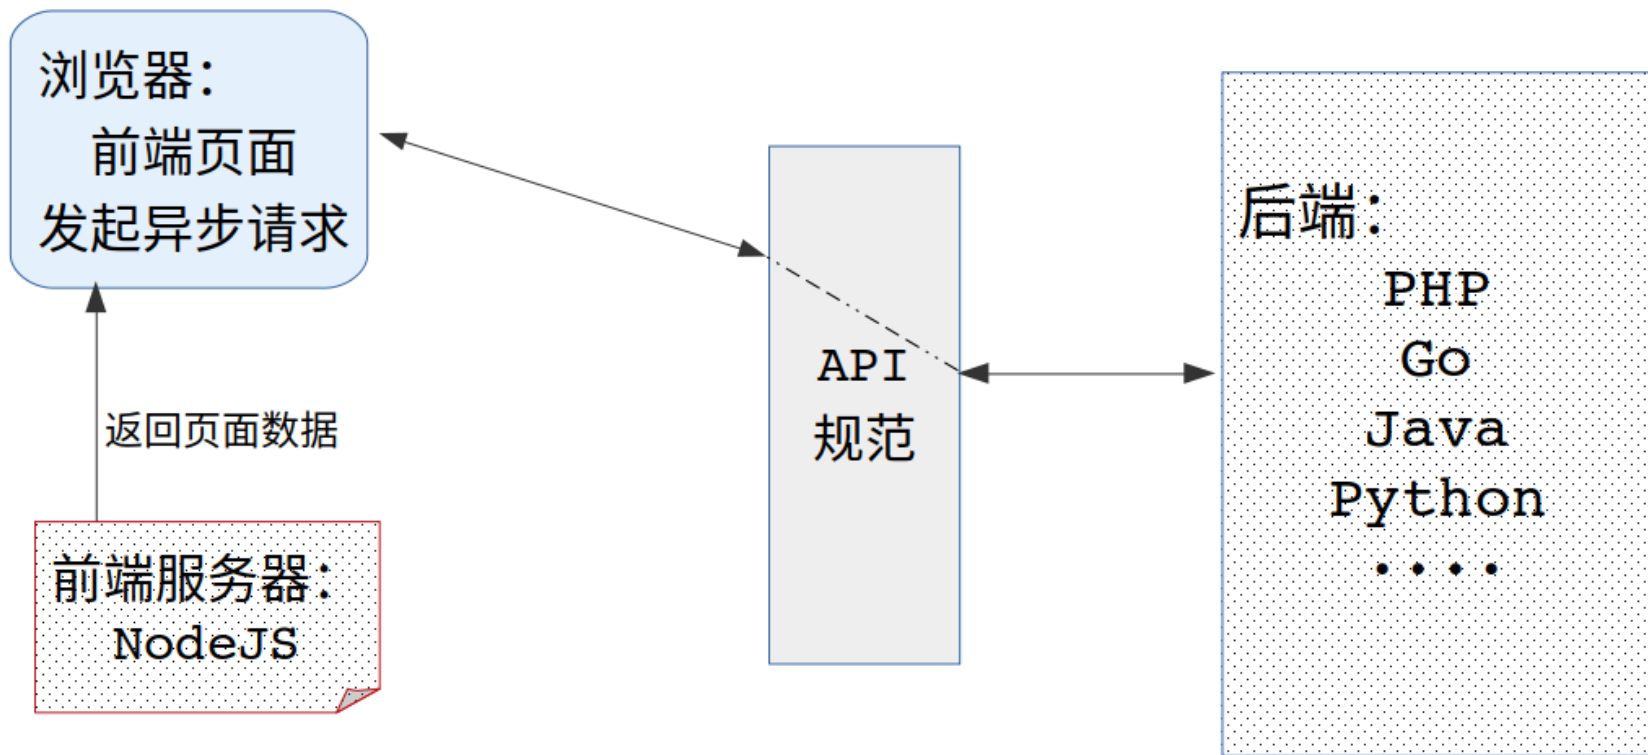 浏览器：
前端页面
发起异步请求
返回页面数据
前端服务器：
NodeJS
API
规范
后端：
PHP
Go
Java
Python
····